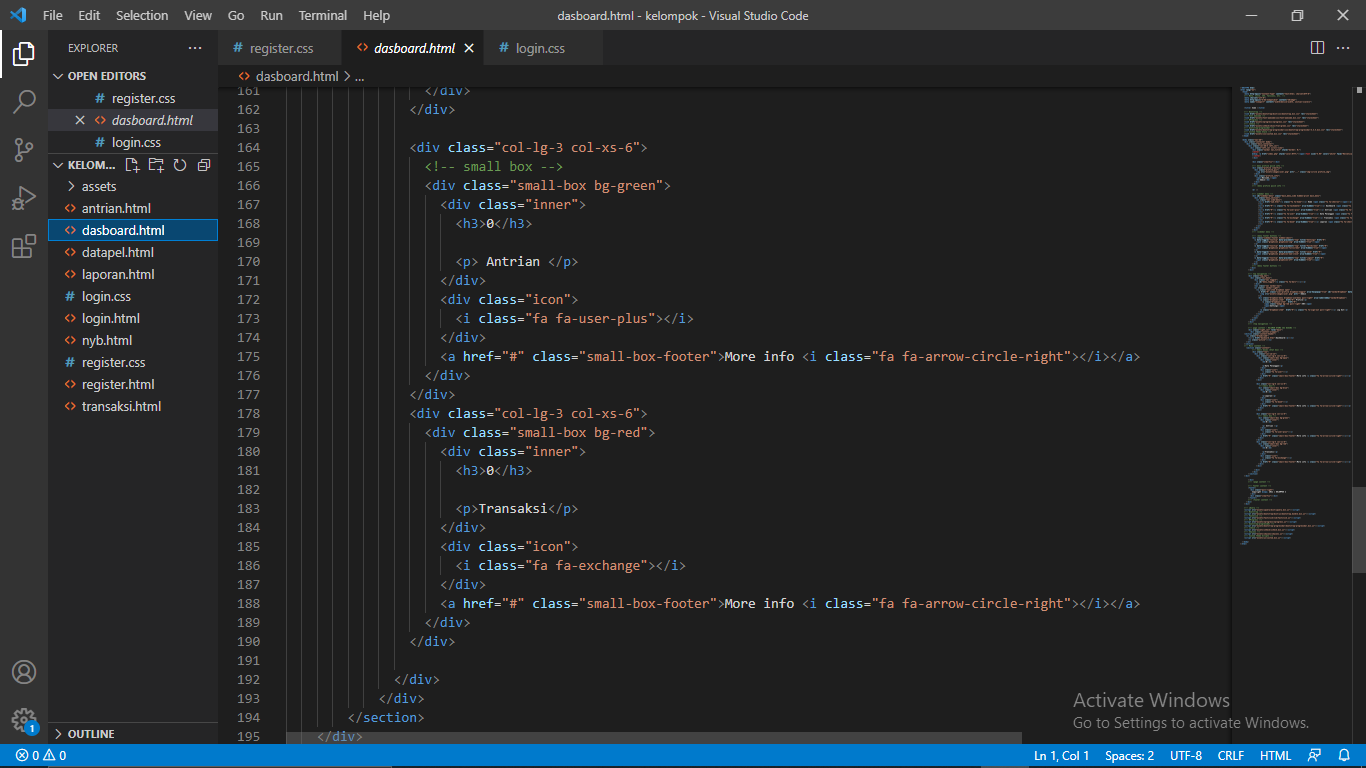 File Edit Selection View Go Run Terminal Help
dasboard.html - kelompok - Visual Studio Code
EXPLORER
OPEN EDITORS
# register.css
<> dasboard.html
# login.css
KELOM...
assets
<> antrian.html
<> dasboard.html
<> datapel.html
<> laporan.html
# login.css
<> login.html
<> nyb.html
# register.css
<> register.html
<> transaksi.html
OUTLINE
# register.css <> dasboard.html # login.css
<> dasboard.html > ...
161 </div>
162 </div>
163
164 <div class="col-lg-3 col-xs-6">
165 <!-- small box -->
166 <div class="small-box bg-green">
167 <div class="inner">
168 <h3>0</h3>
169
170 <p> Antrian </p>
171 </div>
172 <div class="icon">
173 <i class="fa fa-user-plus"></i>
174 </div>
175 <a href="#" class="small-box-footer">More info <i class="fa fa-arrow-circle-right"></i></a>
176 </div>
177 </div>
178 <div class="col-lg-3 col-xs-6">
179 <div class="small-box bg-red">
180 <div class="inner">
181 <h3>0</h3>
182
183 <p>Transaksi</p>
184 </div>
185 <div class="icon">
186 <i class="fa fa-exchange"></i>
187 </div>
188 <a href="#" class="small-box-footer">More info <i class="fa fa-arrow-circle-right"></i></a>
189 </div>
190 </div>
191
192 </div>
193 </div>
194 </section>
195 </div>
Activate Windows
Go to Settings to activate Windows.
1
0 0
Ln 1, Col 1 Spaces: 2 UTF-8 CRLF HTML